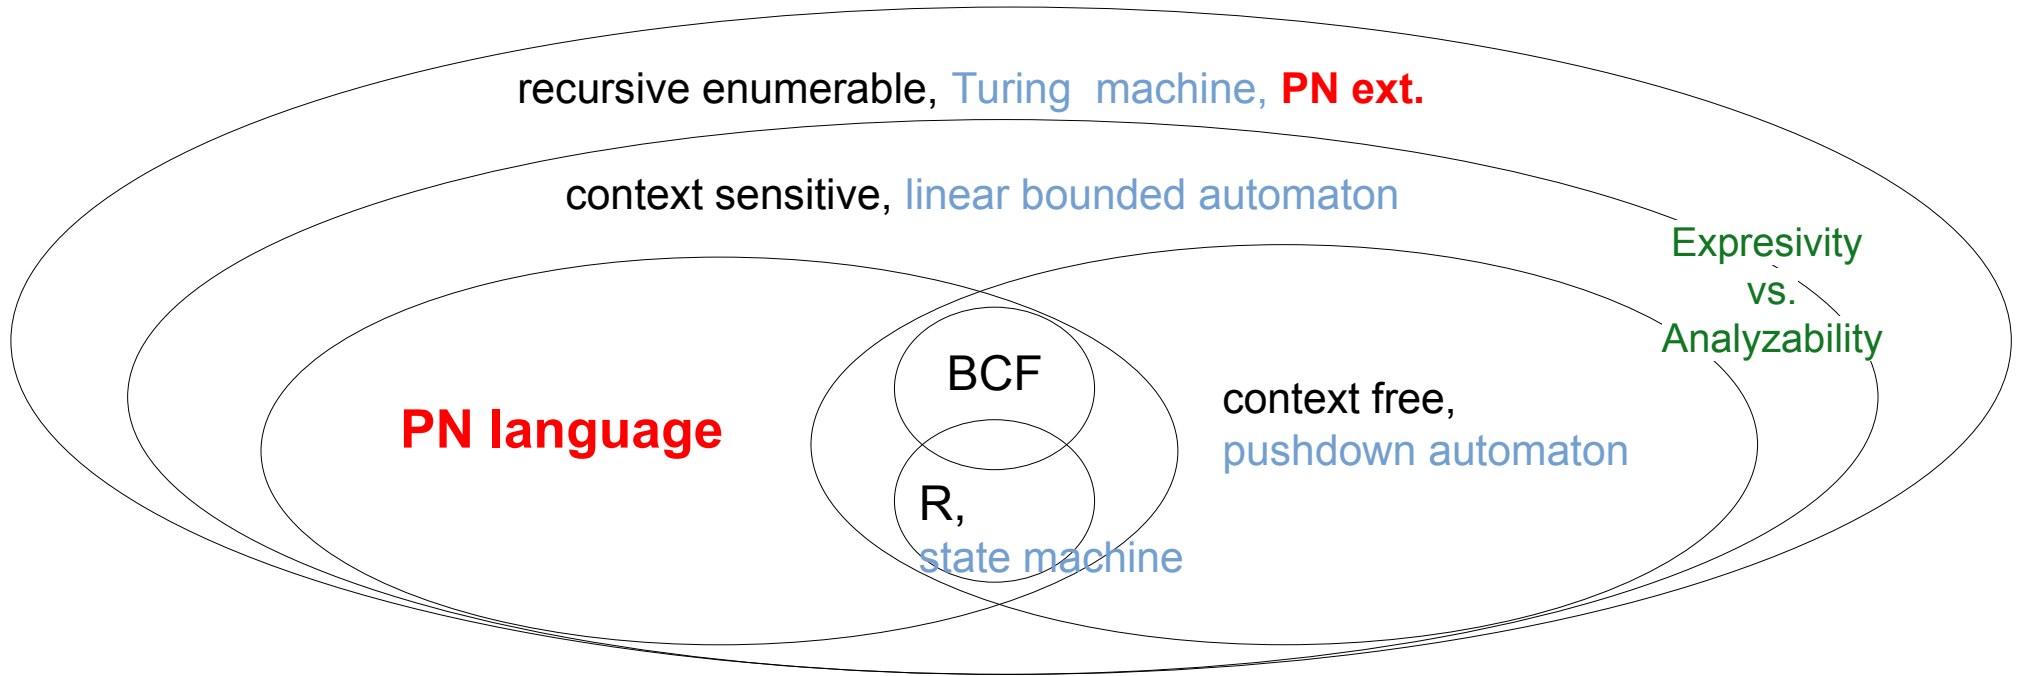 recursive enumerable, Turing machine, PN ext.
context sensitive, linear bounded automaton
Expresivity
vs.
Analyzability
BCF
context free,
PN language
pushdown automaton
R,
state machine